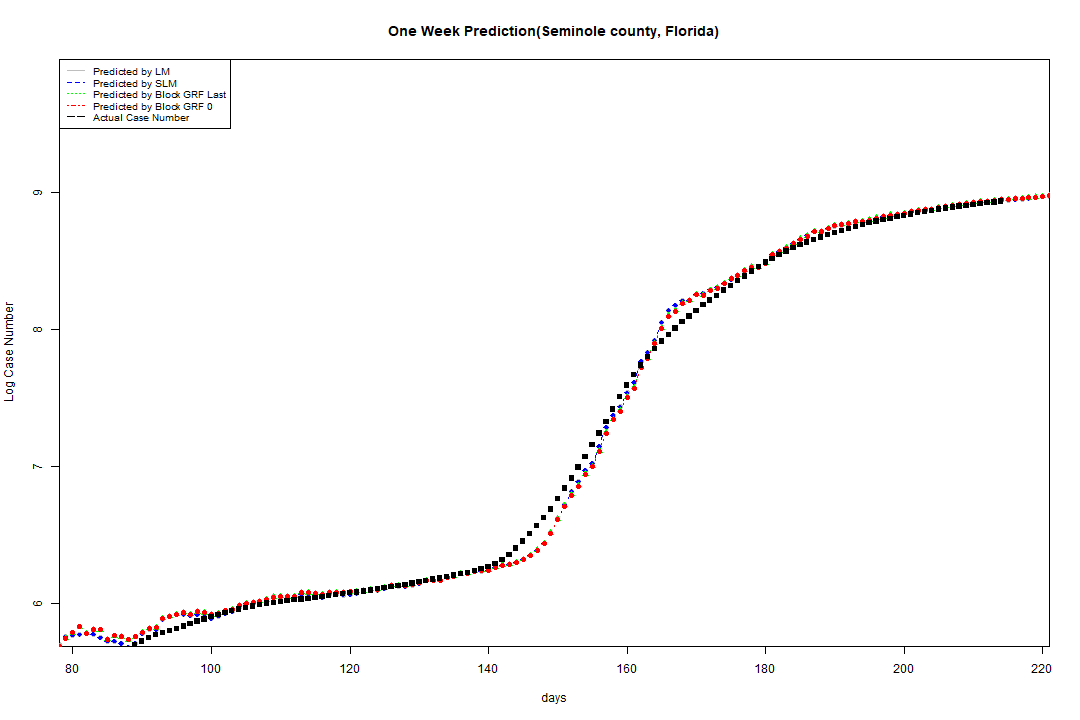 One Week Prediction(Seminole county, Florida)
Predicted by LM
Predicted by SLM
Predicted by Block GRF Last
Predicted by Block GRF 0
Actual Case Number
9
8
7
6
Log Case Number
80 100 120 140 160 180 200 220
days